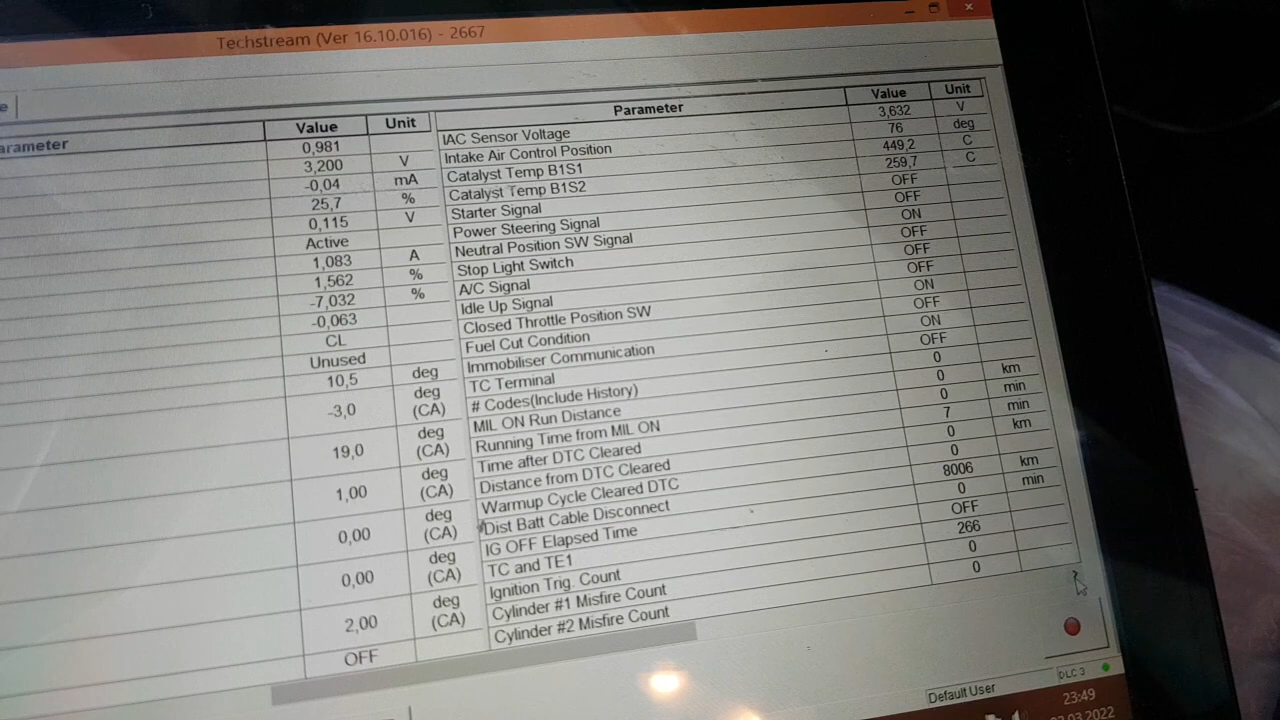 Techstream (Ver 16.10.016) - 2667
e
arameter Value Unit Parameter Value Unit
0,981 IAC Sensor Voltage 3,632 V
3,200 V Intake Air Control Position 76 deg
-0,04 mA Catalyst Temp B1S1 449,2 C
25,7 % Catalyst Temp B1S2 259,7 C
0,115 V Starter Signal OFF
Active Power Steering Signal OFF
1,083 A Neutral Position SW Signal ON
1,562 % Stop Light Switch OFF
-7,032 % A/C Signal OFF
-0,063 Idle Up Signal OFF
CL Closed Throttle Position SW ON
Unused Fuel Cut Condition OFF
10,5 deg Immobiliser Communication ON
-3,0 deg (CA) TC Terminal OFF
# Codes(Include History) 0
MIL ON Run Distance 0 km
19,0 deg (CA) Running Time from MIL ON 0 min
Time after DTC Cleared 7 min
1,00 deg (CA) Distance from DTC Cleared 0 km
Warmup Cycle Cleared DTC 0
0,00 deg (CA) Dist Batt Cable Disconnect 8006 km
IG OFF Elapsed Time 0 min
0,00 deg (CA) TC and TE1 OFF
Ignition Trig. Count 266
2,00 deg (CA) Cylinder #1 Misfire Count 0
OFF Cylinder #2 Misfire Count 0
Default User
DLC 3
23:49
03.2022